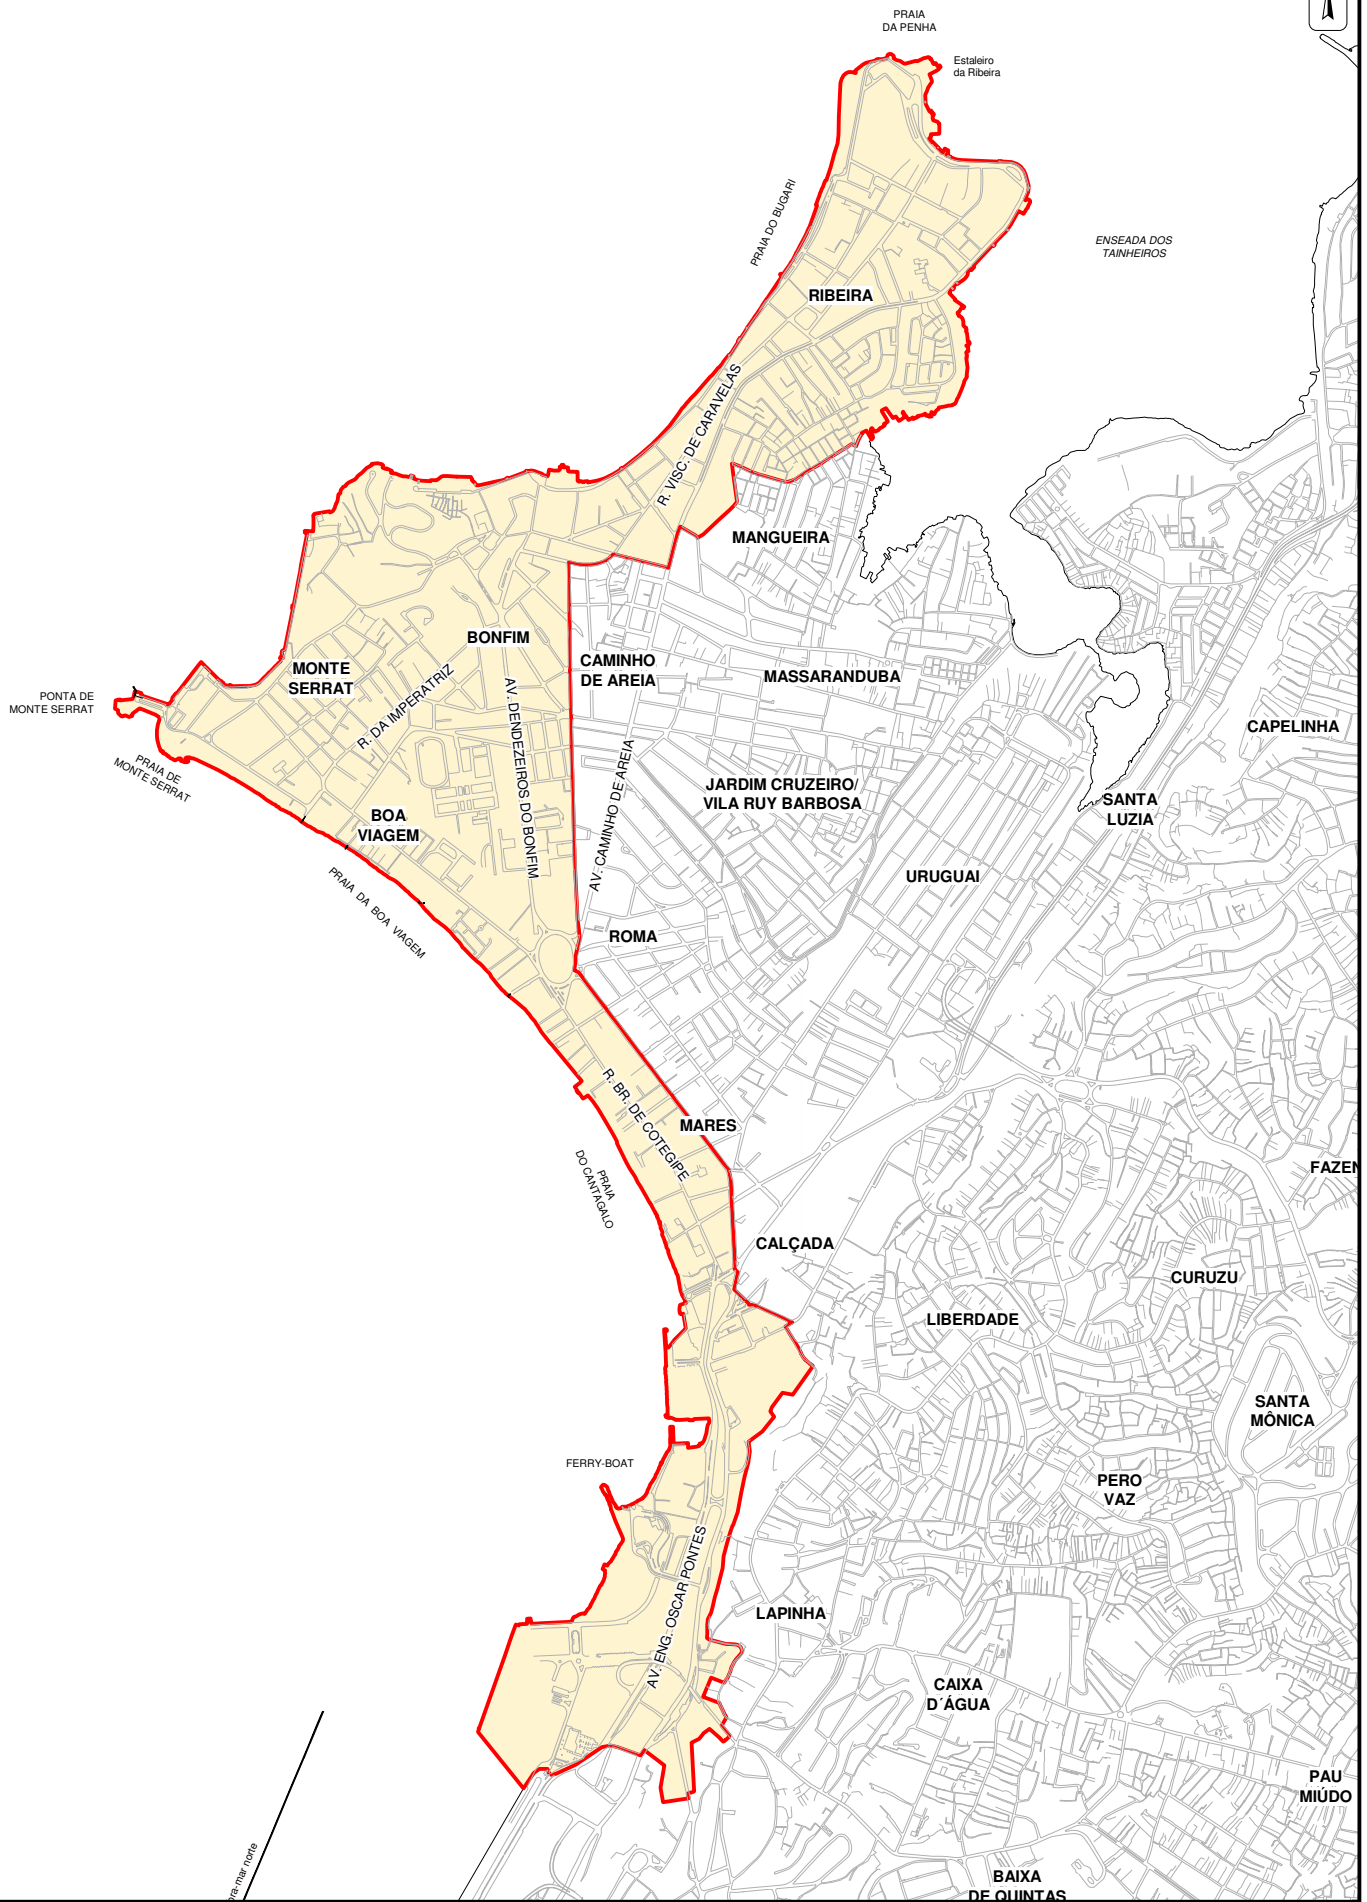 PRAIA
DA PENHA
Estaleiro
da Ribeira
PRAIA DO BUGARI
ENSEADA DOS
TAINHEIROS
RIBEIRA
R. VISC. DE CARAVELAS
MANGUEIRA
BONFIM
CAMINHO
DE AREIA
MONTE
SERRAT
MASSARANDUBA
PONTA DE
MONTE SERRAT
R. DA IMPERATRIZ
AV. DENDEZEIROS DO BONFIM
CAPELINHA
PRAIA DE
MONTE SERRAT
AV. CAMINHO DE AREIA
JARDIM CRUZEIRO/
VILA RUY BARBOSA
SANTA
LUZIA
BOA
VIAGEM
URUGUAI
PRAIA DA BOA VIAGEM
ROMA
R. BR. DE COTEGIPE
MARES
PRAIA
DO CANTAGALO
FAZEN
CALÇADA
CURUZU
LIBERDADE
SANTA
MÔNICA
FERRY-BOAT
PERO
VAZ
AV. ENG. OSCAR PONTES
LAPINHA
CAIXA
D´ÁGUA
PAU
MIÚDO
bra-mar norte
BAIXA
DE QUINTAS